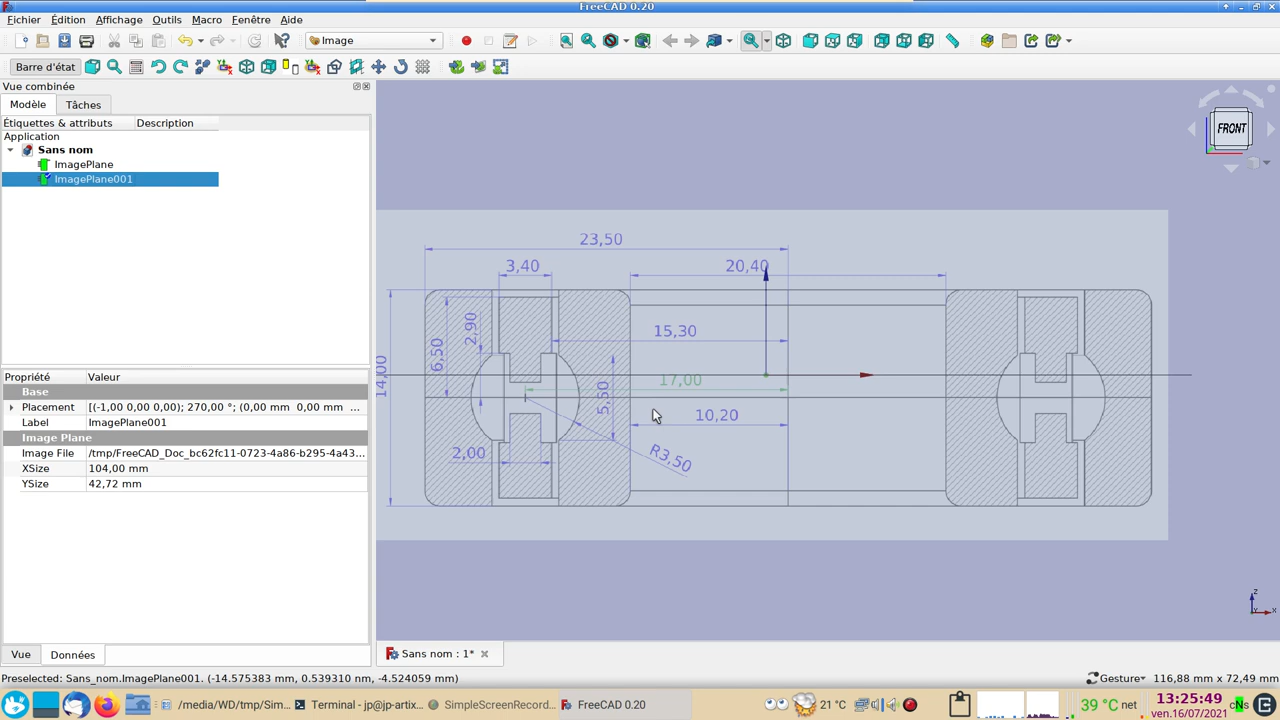 FreeCAD 0.20
Fichier Édition Affichage Outils Macro Fenêtre Aide
Image
Barre d'état
Vue combinée
Modèle Tâches
Étiquettes & attributs Description
Application
Sans nom
ImagePlane
ImagePlane001
Propriété Valeur
Base
Placement [(-1,00 0,00 0,00); 270,00 °; (0,00 mm 0,00 mm ...
Label ImagePlane001
Image Plane
Image File /tmp/FreeCAD_Doc_bc62fc11-0723-4a86-b295-4a43...
XSize 104,00 mm
YSize 42,72 mm
Vue Données
FRONT
23,50
3,40
20,40
2,90
15,30
6,50
14,00
17,00
5,50
10,20
2,00
R3,50
z
x
Sans nom : 1*
Preselected: Sans_nom.ImagePlane001. (-14.575383 mm, 0.539310 mm, -4.524059 mm)
Gesture 116,88 mm x 72,49 mm
/media/WD/tmp/Sim... Terminal - jp@jp-artix... SimpleScreenRecord... FreeCAD 0.20
21 °C
39 °C net
13:25:49
ven.16/07/2021
cNs